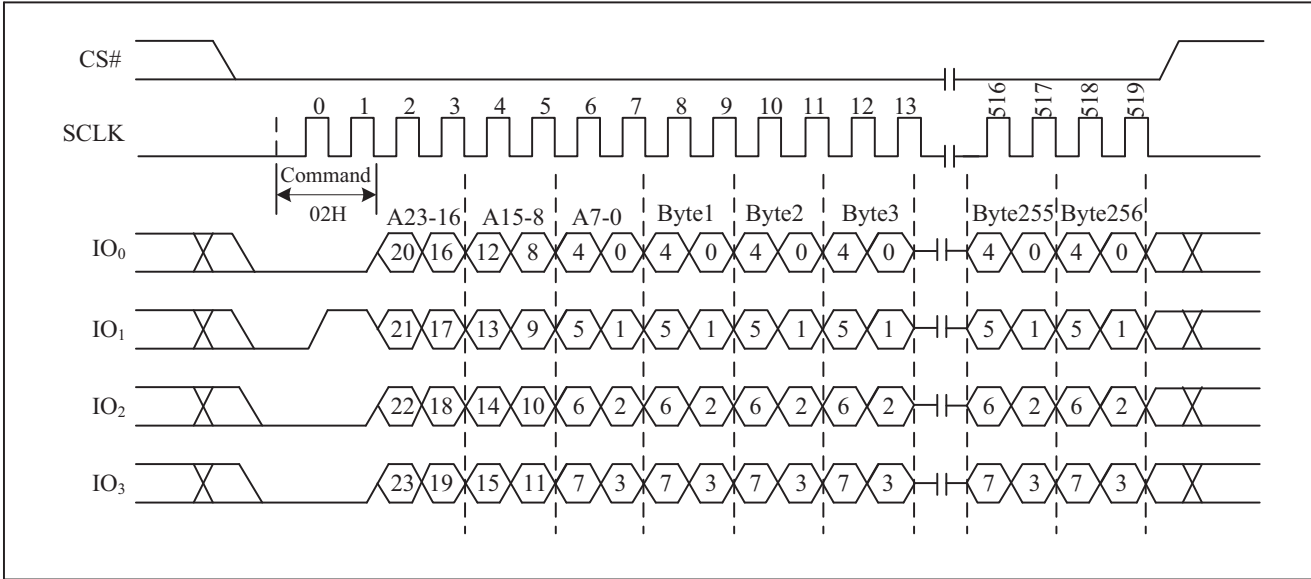 CS#
SCLK 0 1 2 3 4 5 6 7 8 9 10 11 12 13 516 517 518 519
Command
02H
A23-16 A15-8 A7-0 Byte1 Byte2 Byte3 Byte255 Byte256
IO₀ 20 16 12 8 4 0 4 0 4 0 4 0 4 0 4 0
IO₁ 21 17 13 9 5 1 5 1 5 1 5 1 5 1 5 1
IO₂ 22 18 14 10 6 2 6 2 6 2 6 2 6 2 6 2
IO₃ 23 19 15 11 7 3 7 3 7 3 7 3 7 3 7 3